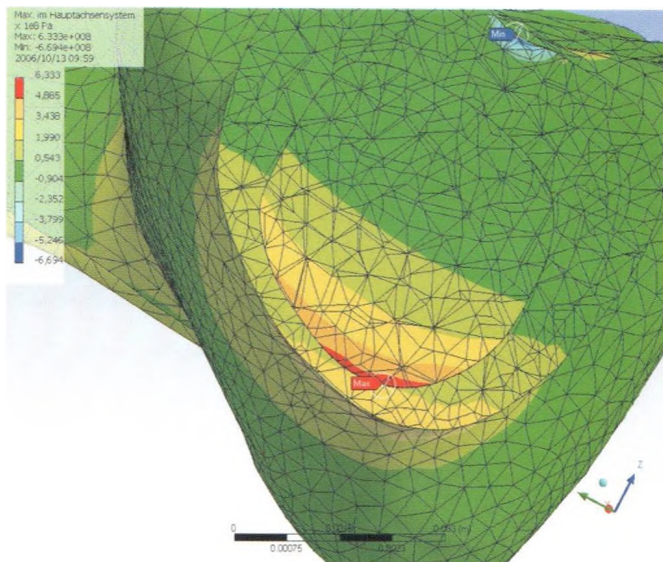 Max. im Hauptachsensystem
x 1e8 Pa
Max: 6.333e+008
Min: -6.694e+008
2006/10/13 09:59
6,333
4,885
3,438
1,990
0,543
-0,904
-2,352
-3,799
-5,246
-6,694
Min
Max
Z
0
0.00075